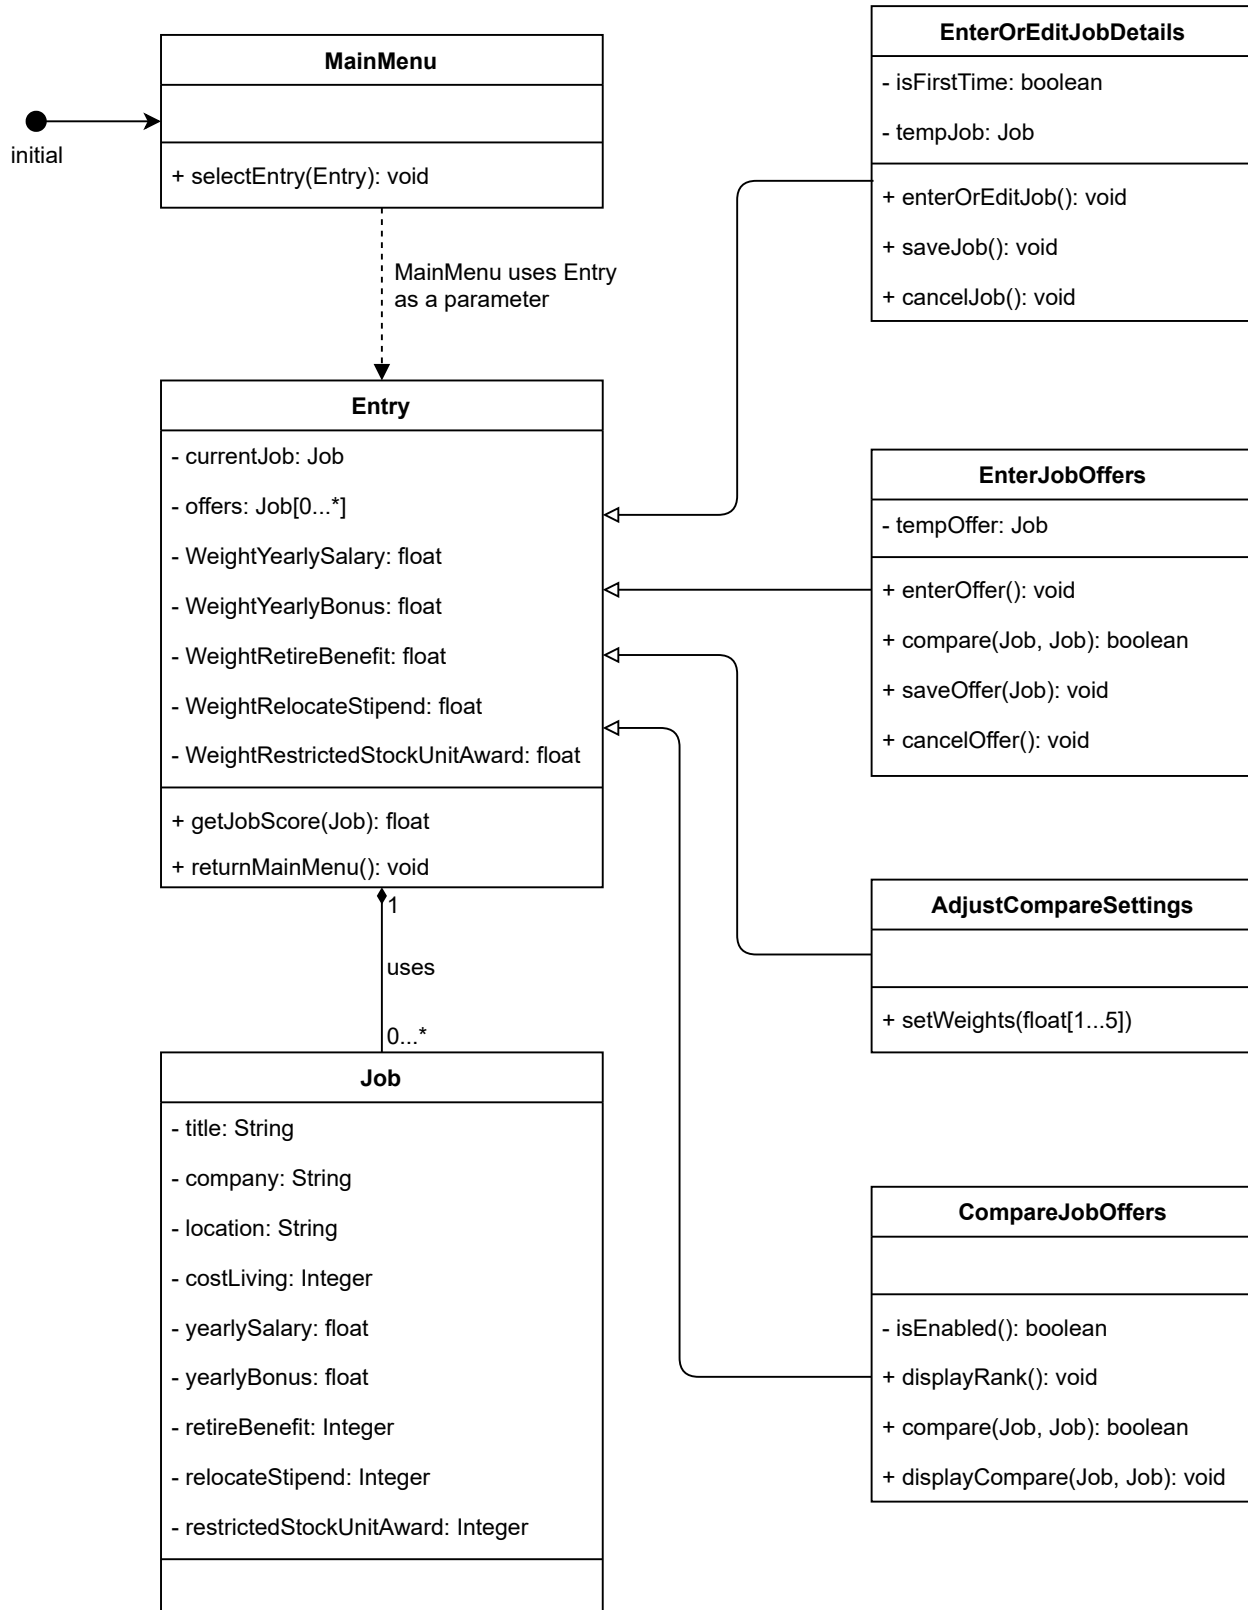 MainMenu
+ selectEntry(Entry): void
initial
MainMenu uses Entry
as a parameter
Entry
- currentJob: Job
- offers: Job[0...*]
- WeightYearlySalary: float
- WeightYearlyBonus: float
- WeightRetireBenefit: float
- WeightRelocateStipend: float
- WeightRestrictedStockUnitAward: float
+ getJobScore(Job): float
+ returnMainMenu(): void
1
uses
0...*
Job
- title: String
- company: String
- location: String
- costLiving: Integer
- yearlySalary: float
- yearlyBonus: float
- retireBenefit: Integer
- relocateStipend: Integer
- restrictedStockUnitAward: Integer
EnterOrEditJobDetails
- isFirstTime: boolean
- tempJob: Job
+ enterOrEditJob(): void
+ saveJob(): void
+ cancelJob(): void
EnterJobOffers
- tempOffer: Job
+ enterOffer(): void
+ compare(Job, Job): boolean
+ saveOffer(Job): void
+ cancelOffer(): void
AdjustCompareSettings
+ setWeights(float[1...5])
CompareJobOffers
- isEnabled(): boolean
+ displayRank(): void
+ compare(Job, Job): boolean
+ displayCompare(Job, Job): void